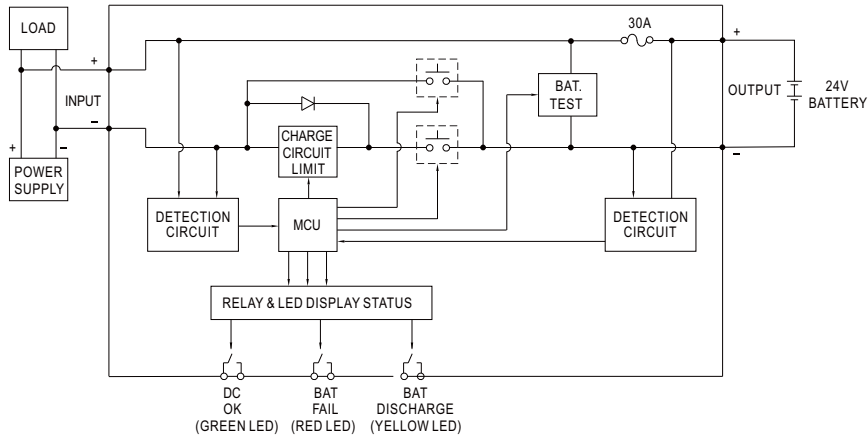 LOAD
30A
+
+
+
INPUT
BAT.
TEST
OUTPUT
24V
BATTERY
−
CHARGE
CIRCUIT
LIMIT
+
−
−
POWER
SUPPLY
DETECTION
CIRCUIT
MCU
DETECTION
CIRCUIT
RELAY & LED DISPLAY STATUS
DC
OK
(GREEN LED)
BAT
FAIL
(RED LED)
BAT
DISCHARGE
(YELLOW LED)